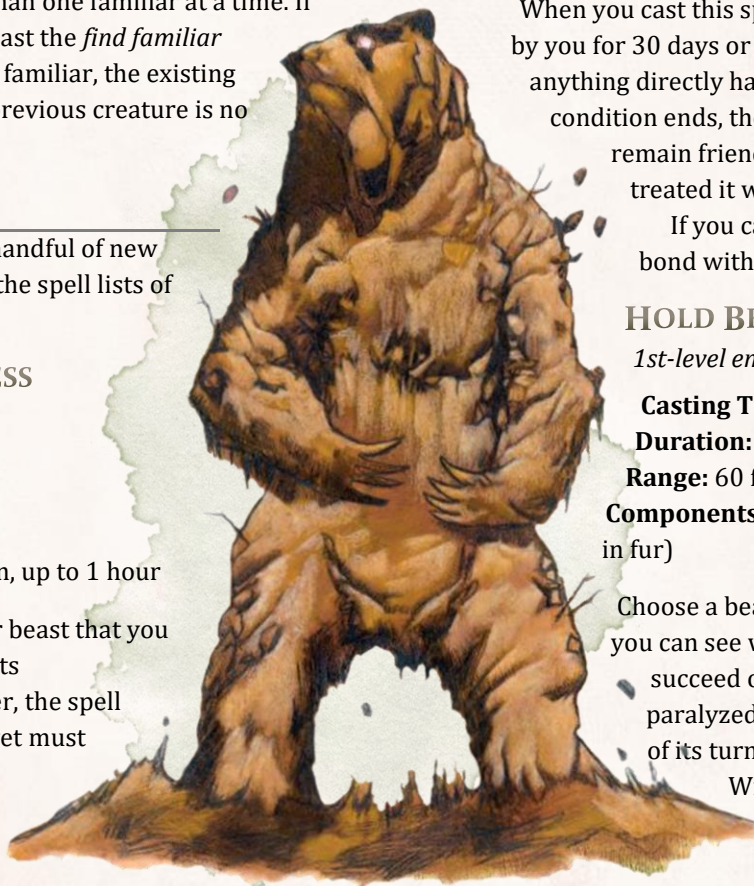 han one familiar at a time. If
ast the find familiar
familiar, the existing
revious creature is no
handful of new
the spell lists of
ESS
n, up to 1 hour
r beast that you
ts
er, the spell
et must
When you cast this sp
by you for 30 days or
anything directly ha
condition ends, th
remain frien
treated it w
If you ca
bond with
HOLD BE
1st-level en
Casting T
Duration:
Range: 60 f
Components
in fur)
Choose a bea
you can see w
succeed o
paralyzed
of its turn
W